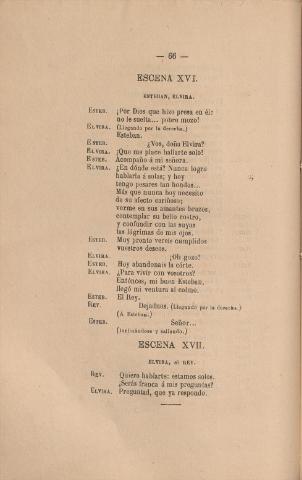 — 66 —
ESCENA XVI.
ESTEBAN, ELVIRA.
ESTEB. ¡Por Dios que hizo presa en él:
no le suelta... pobre mozo!
ELVIRA. (Llegando por la derecha.)
Esteban.
ESTEB. ¿Vos, doña Elvira?
ELVIRA. ¡Que me place hallarte solo!
ESTEB. Acompaño á mi señora.
ELVIRA. ¿En dónde está? Nunca logro
hablarla á solas; y hoy
tengo pesares tan hondos...
Más que nunca hoy necesito
de su afecto cariñoso;
verme en sus amantes brazos,
contemplar su bello rostro,
y confundir con las suyas
las lágrimas de mis ojos.
ESTEB. Muy pronto vereis cumplidos
vuestros deseos.
ELVIRA. ¡Oh gozo!
ESTEB. Hoy abandonais la córte.
ELVIRA. ¿Para vivir con vosotros?
Entónces, mi buen Esteban,
llegó mi ventura al colmo.
ESTEB. El Rey.
REY. Dejadnos. (Llegando por la derecha.)
(A Esteban.)
ESTEB. Señor...
(Inclinándose y saliendo.)
ESCENA XVII.
ELVIRA, el REY.
REY. Quiero hablarte: estamos solos.
¿Serás franca á mis preguntas?
ELVIRA. Preguntad, que ya respondo.